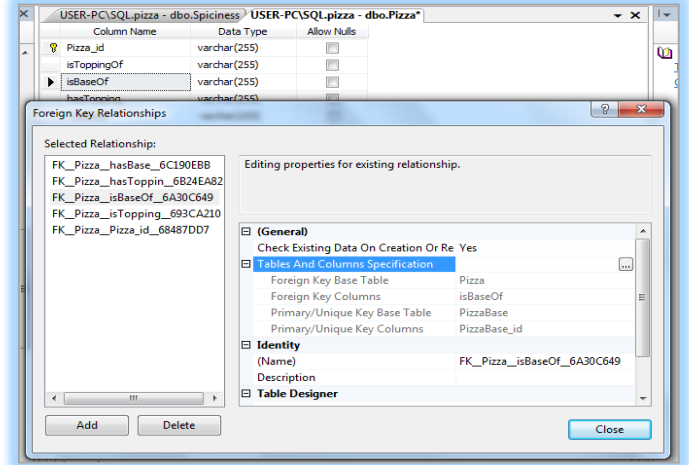 USER-PC\SQL.pizza - dbo.Spiciness USER-PC\SQL.pizza - dbo.Pizza*
Column Name Data Type Allow Nulls
Pizza_id varchar(255)
isToppingOf varchar(255)
isBaseOf varchar(255)
hasTopping varchar(255)
Foreign Key Relationships
Selected Relationship:
FK__Pizza__hasBase__6C190EBB
FK__Pizza__hasToppin__6B24EA82
FK__Pizza__isBaseOf__6A30C649
FK__Pizza__isTopping__693CA210
FK__Pizza__Pizza_id__68487DD7
Editing properties for existing relationship.
(General)
Check Existing Data On Creation Or Re Yes
Tables And Columns Specification ...
Foreign Key Base Table Pizza
Foreign Key Columns isBaseOf
Primary/Unique Key Base Table PizzaBase
Primary/Unique Key Columns PizzaBase_id
Identity
(Name) FK__Pizza__isBaseOf__6A30C649
Description
Table Designer
Add Delete
Close